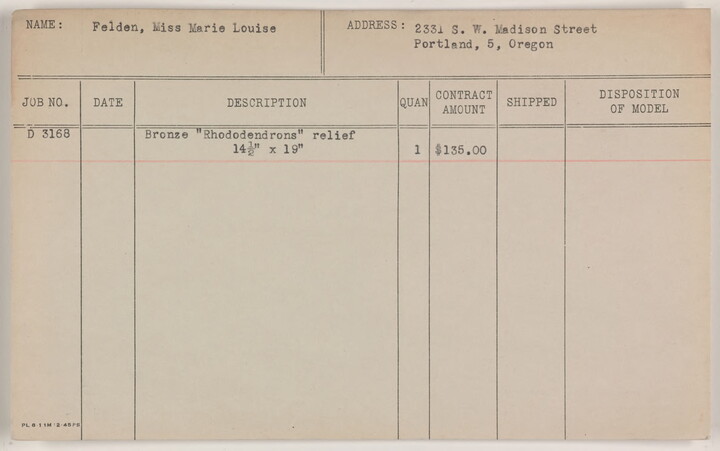 NAME: Felden, Miss Marie Louise
ADDRESS: 2331 S. W. Madison Street
Portland, 5, Oregon
JOB NO. DATE DESCRIPTION QUAN CONTRACT AMOUNT SHIPPED DISPOSITION OF MODEL
D 3168 Bronze "Rhododendrons" relief
14½" x 19" 1 $135.00